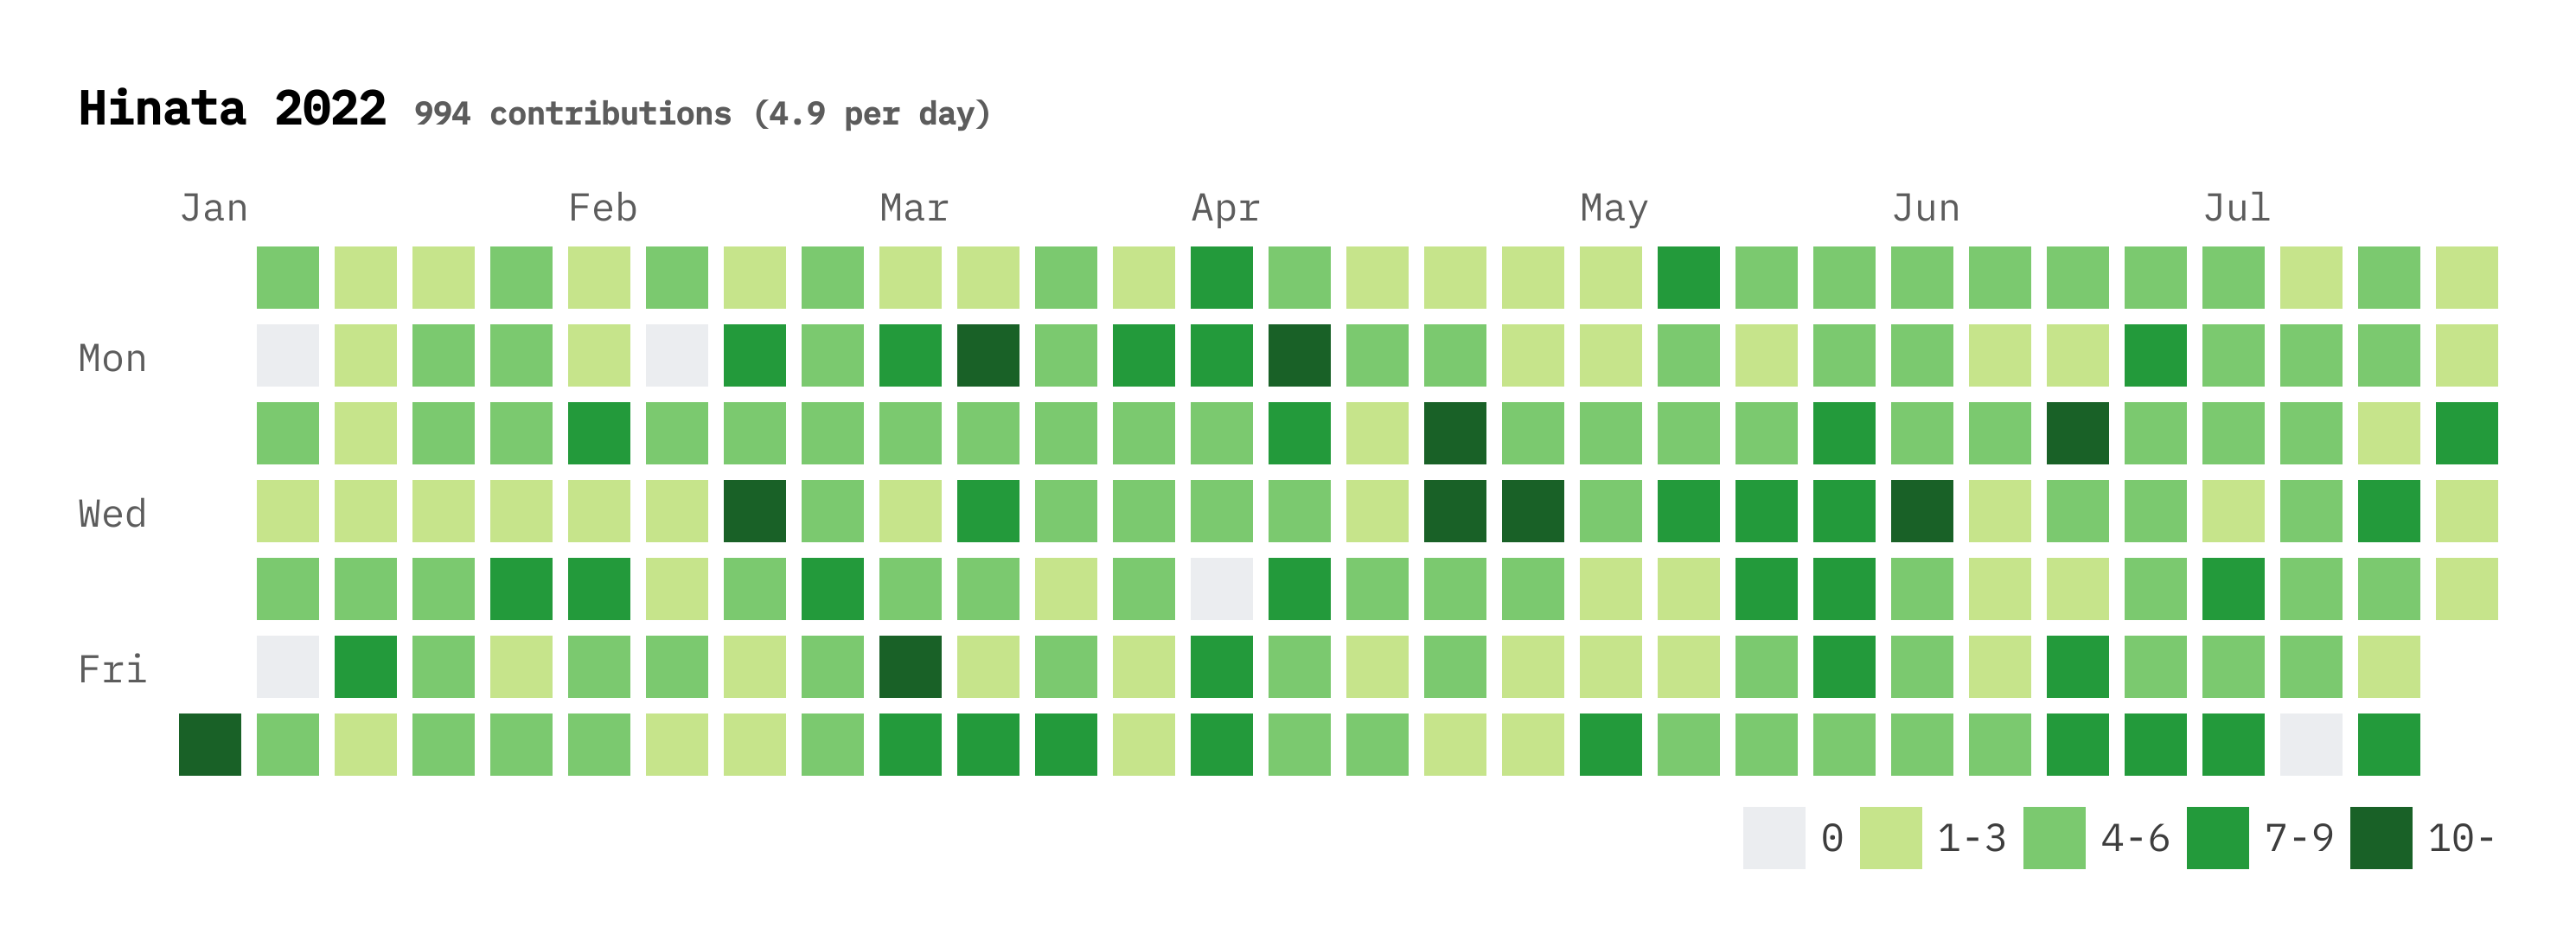 Hinata 2022 994 contributions (4.9 per day)
Jan Feb Mar Apr May Jun Jul
Mon
Wed
Fri
0 1-3 4-6 7-9 10-